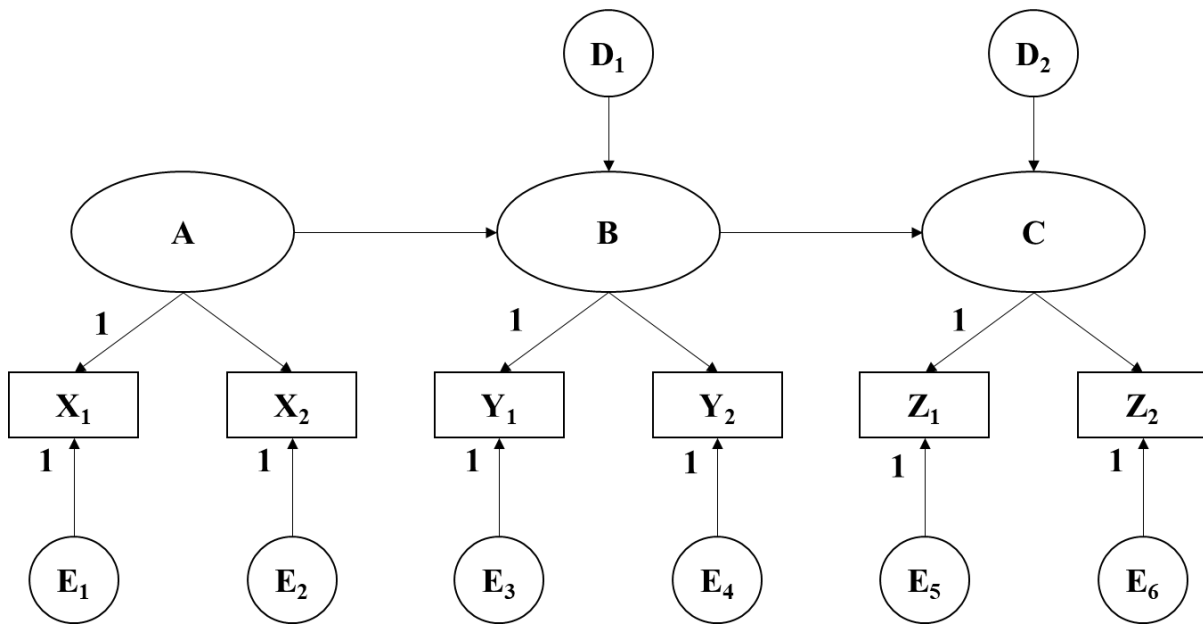 D₁ D₂
A B C
1 1 1
X₁ X₂ Y₁ Y₂ Z₁ Z₂
1 1 1 1 1 1
E₁ E₂ E₃ E₄ E₅ E₆